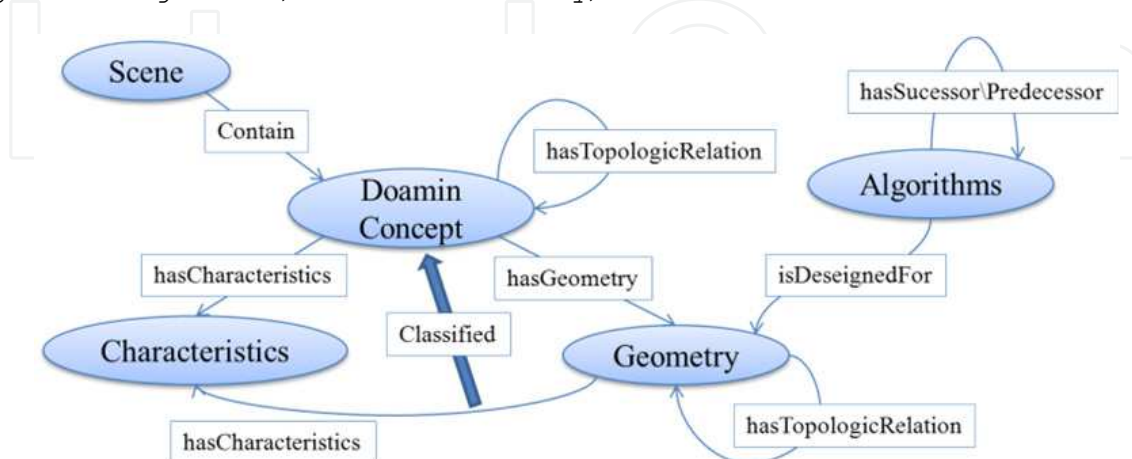 Scene
hasSucessor\Predecessor
Contain
hasTopologicRelation
Algorithms
Doamin
Concept
hasCharacteristics
hasGeometry
isDeseignedFor
Classified
Characteristics
Geometry
hasTopologicRelation
hasCharacteristics